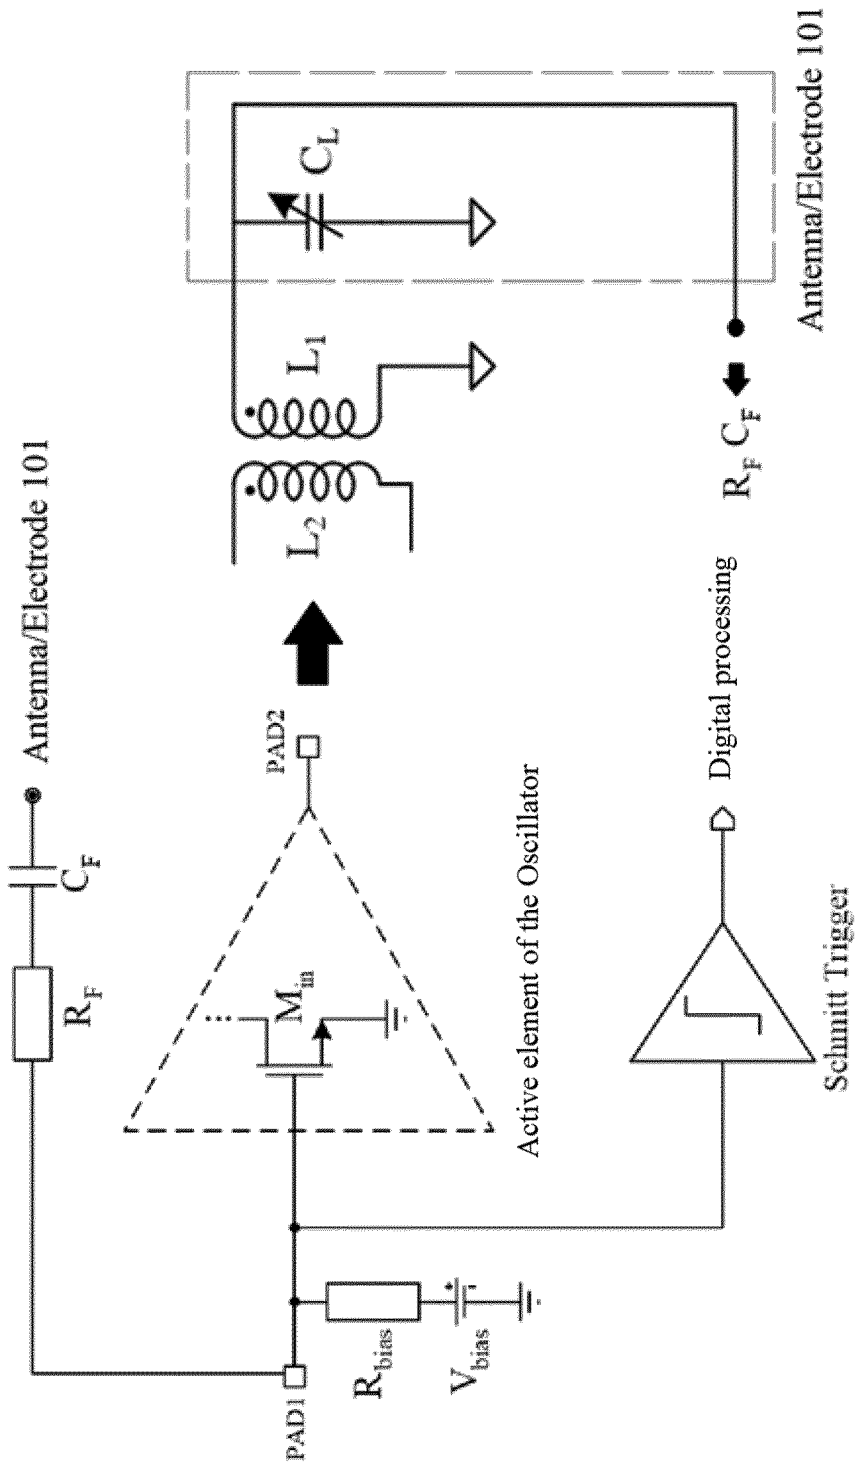 Antenna/Electrode 101
R_F
C_F
PAD1
R_bias
V_bias
+
-
M_in
PAD2
Active element of the Oscillator
Schmitt Trigger
Digital processing
L_2
L_1
C_L
R_F C_F
Antenna/Electrode 101